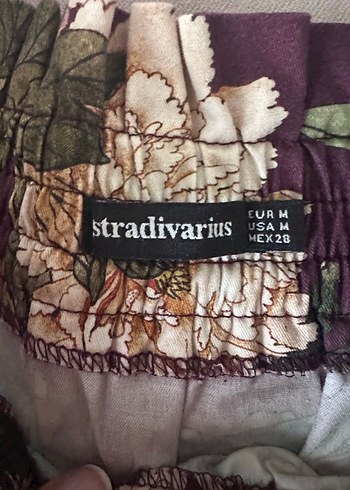 stradivarius
EUR M
USA M
MEX 28